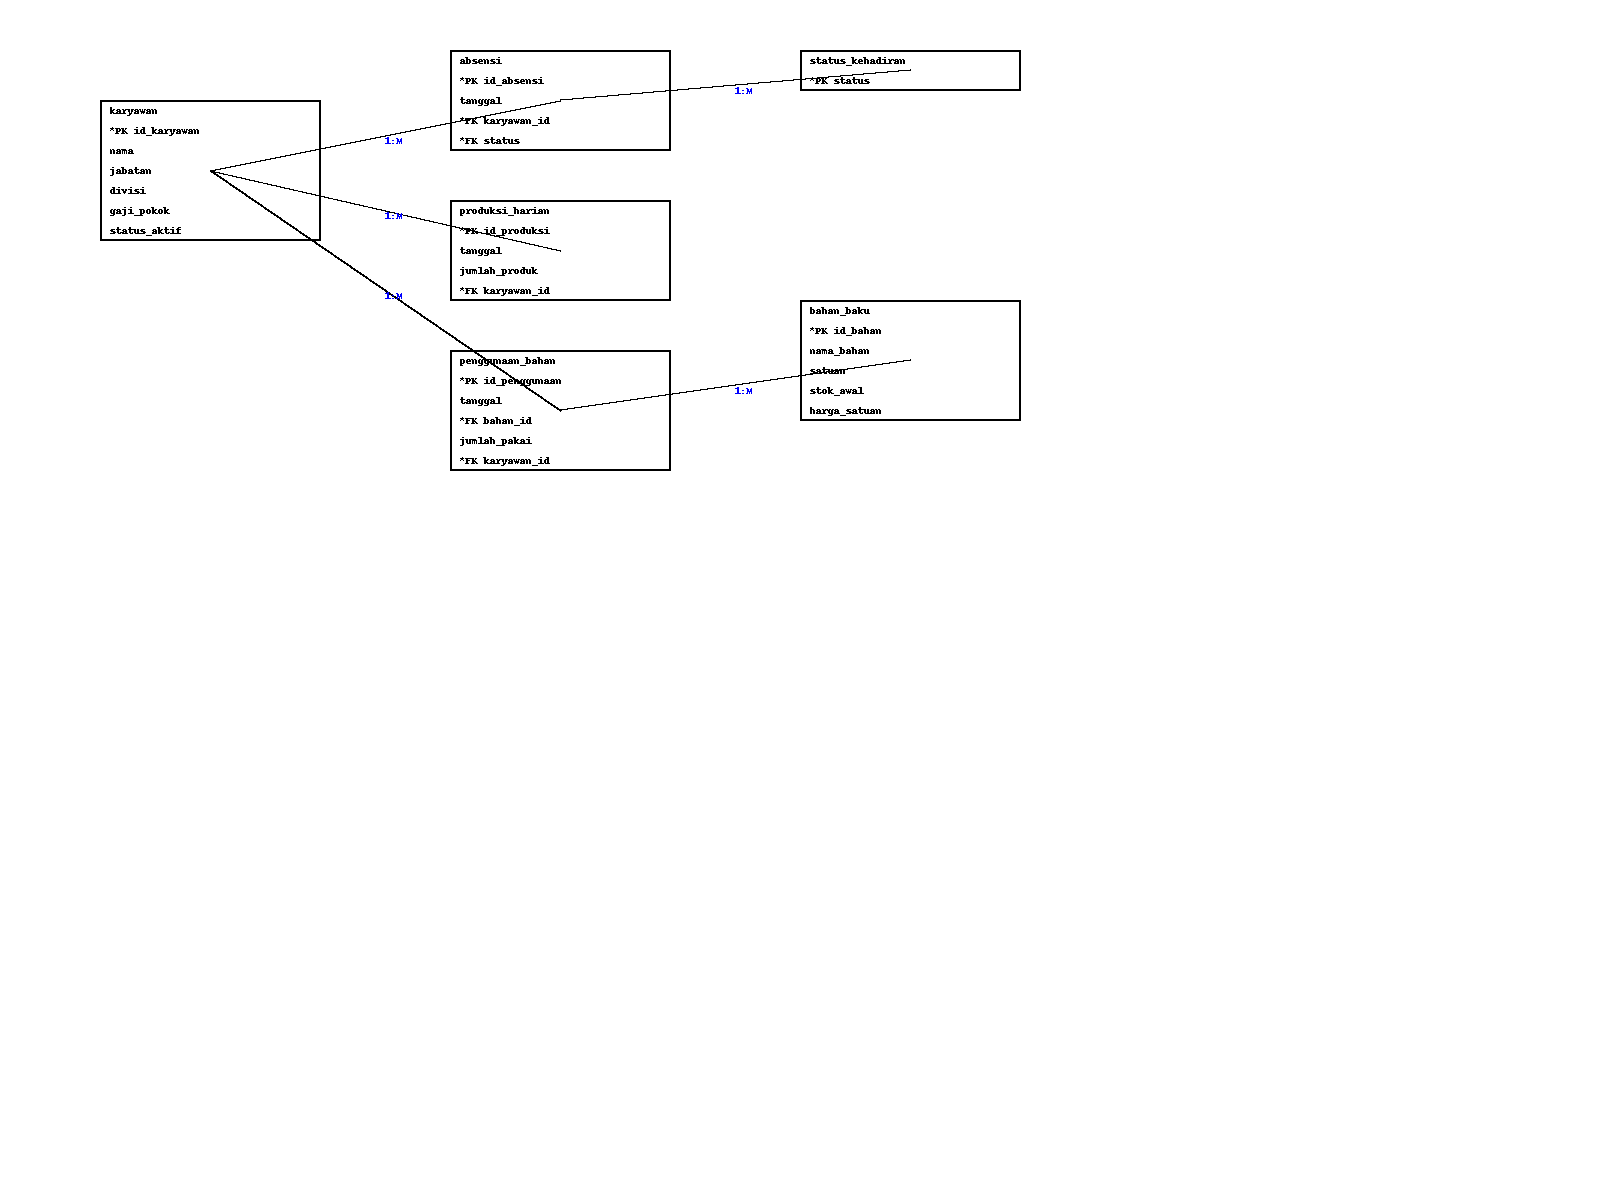 karyawan
*PK id_karyawan
nama
jabatan
divisi
gaji_pokok
status_aktif
1:M
1:M
1:M
absensi
*PK id_absensi
tanggal
*FK karyawan_id
*FK status
produksi_harian
*PK id_produksi
tanggal
jumlah_produk
*FK karyawan_id
penggunaan_bahan
*PK id_penggunaan
tanggal
*FK bahan_id
jumlah_pakai
*FK karyawan_id
1:M
1:M
status_kehadiran
*PK status
bahan_baku
*PK id_bahan
nama_bahan
satuan
stok_awal
harga_satuan